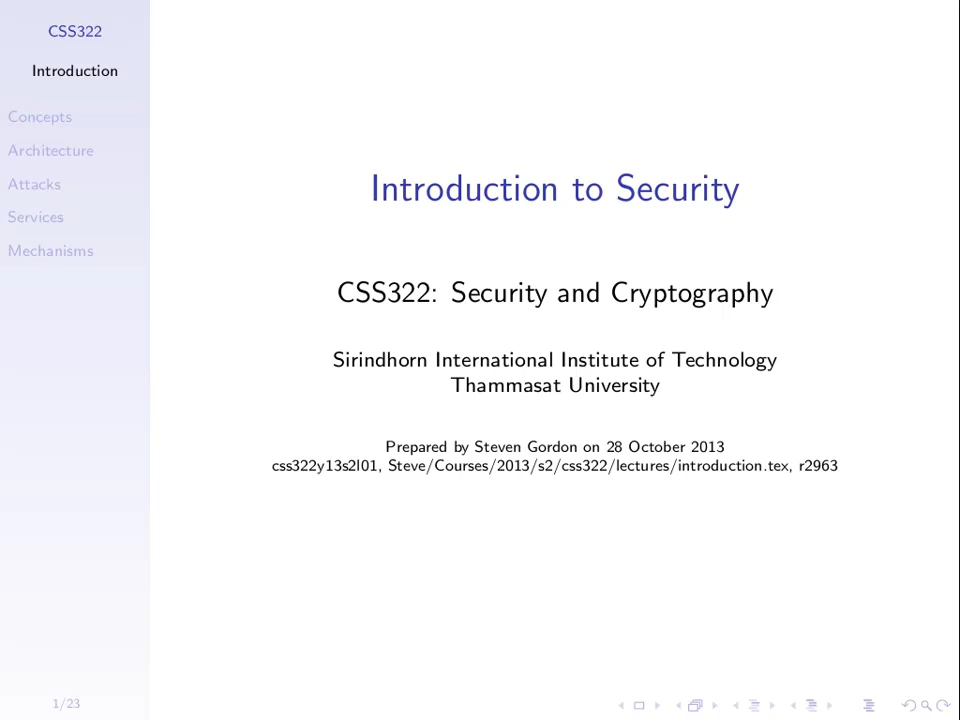 CSS322
Introduction
Concepts
Architecture
Attacks
Services
Mechanisms
Introduction to Security
CSS322: Security and Cryptography
Sirindhorn International Institute of Technology
Thammasat University
Prepared by Steven Gordon on 28 October 2013
css322y13s2l01, Steve/Courses/2013/s2/css322/lectures/introduction.tex, r2963
1/23